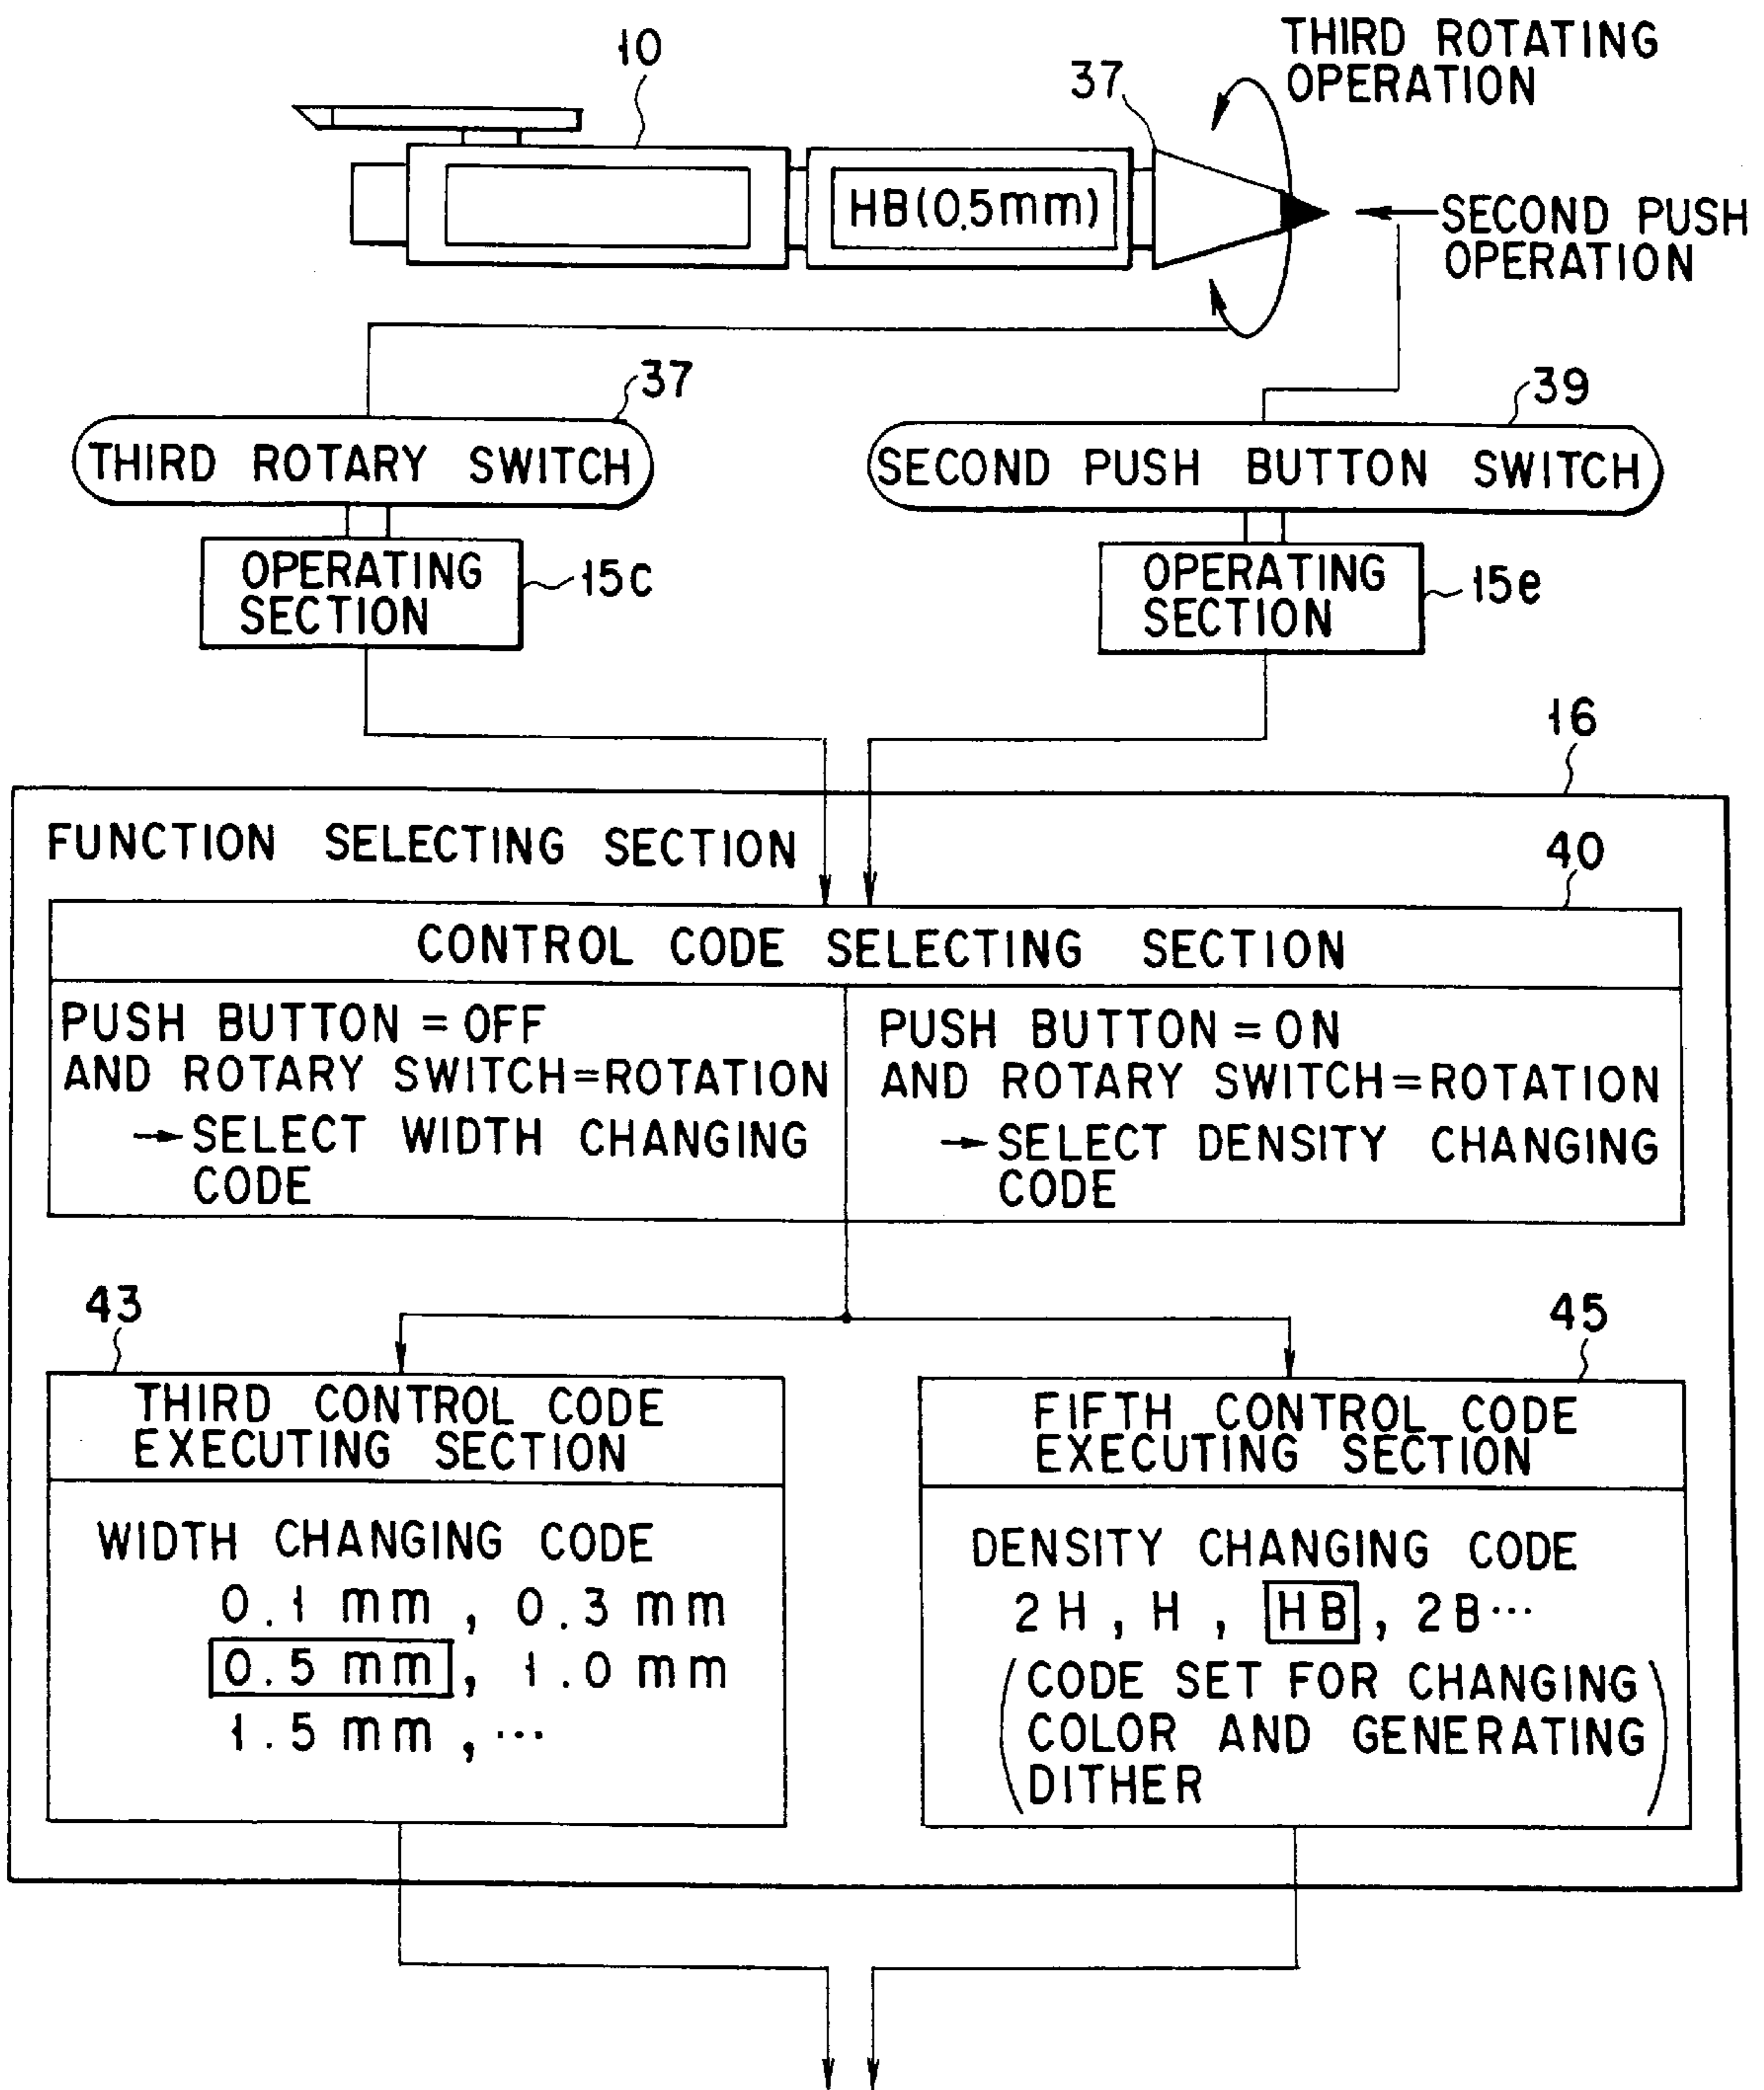 10
THIRD ROTATING
OPERATION
37
HB(0.5mm)
SECOND PUSH
OPERATION
37
THIRD ROTARY SWITCH
39
SECOND PUSH BUTTON SWITCH
OPERATING
SECTION
15c
OPERATING
SECTION
15e
16
FUNCTION SELECTING SECTION
40
CONTROL CODE SELECTING SECTION
PUSH BUTTON = OFF
AND ROTARY SWITCH=ROTATION
→ SELECT WIDTH CHANGING
CODE
PUSH BUTTON = ON
AND ROTARY SWITCH=ROTATION
→ SELECT DENSITY CHANGING
CODE
43
THIRD CONTROL CODE
EXECUTING SECTION
WIDTH CHANGING CODE
0.1 mm , 0.3 mm
0.5 mm , 1.0 mm
1.5 mm , ...
45
FIFTH CONTROL CODE
EXECUTING SECTION
DENSITY CHANGING CODE
2H , H , HB , 2B ...
(CODE SET FOR CHANGING
COLOR AND GENERATING
DITHER)